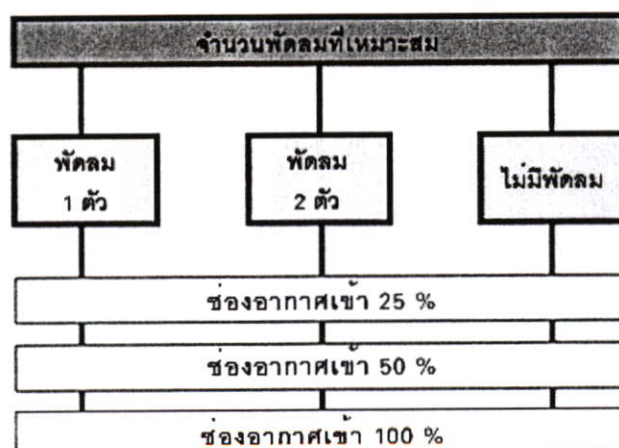 จำนวนพัดลมที่เหมาะสม
พัดลม
1 ตัว
พัดลม
2 ตัว
ไม่มีพัดลม
ช่องอากาศเข้า 25 %
ช่องอากาศเข้า 50 %
ช่องอากาศเข้า 100 %